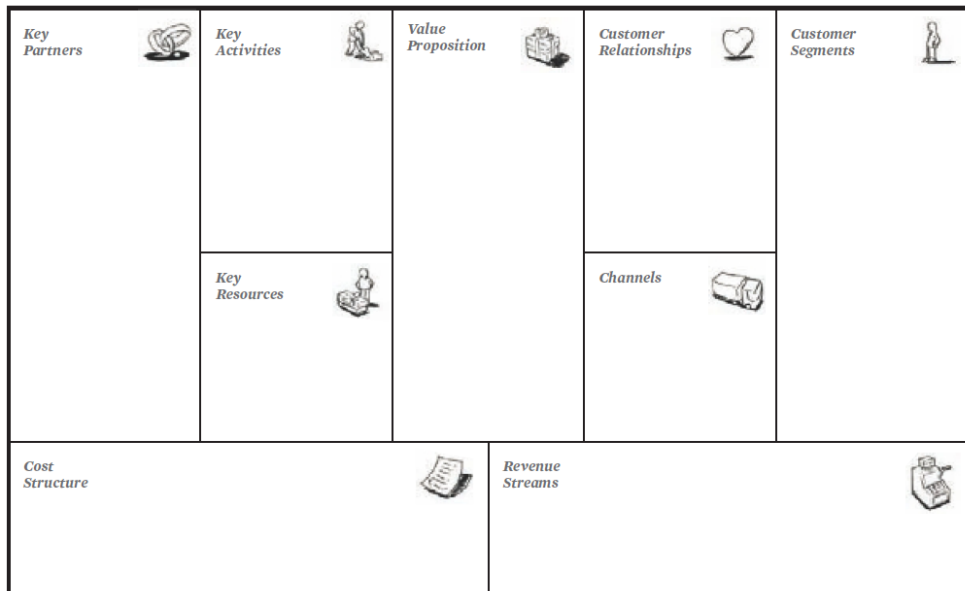 Key
Partners
Key
Activities
Value
Proposition
Customer
Relationships
Customer
Segments
Key
Resources
Channels
Cost
Structure
Revenue
Streams